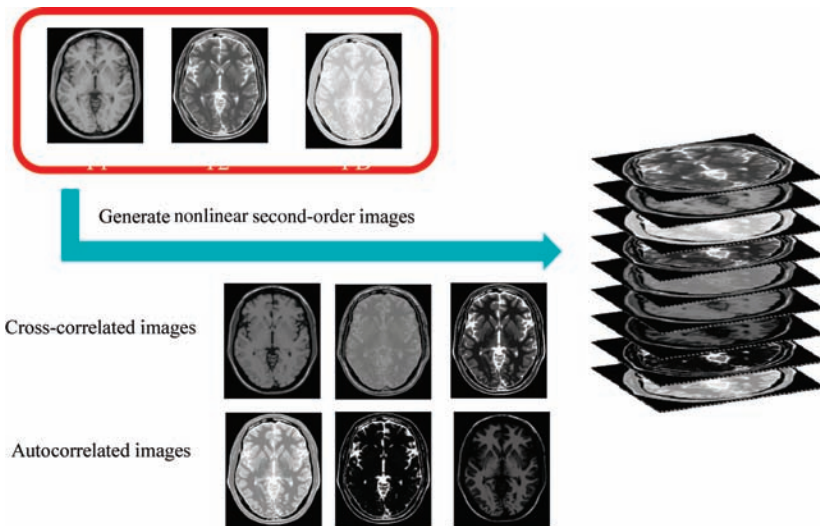 Generate nonlinear second-order images
Cross-correlated images
Autocorrelated images